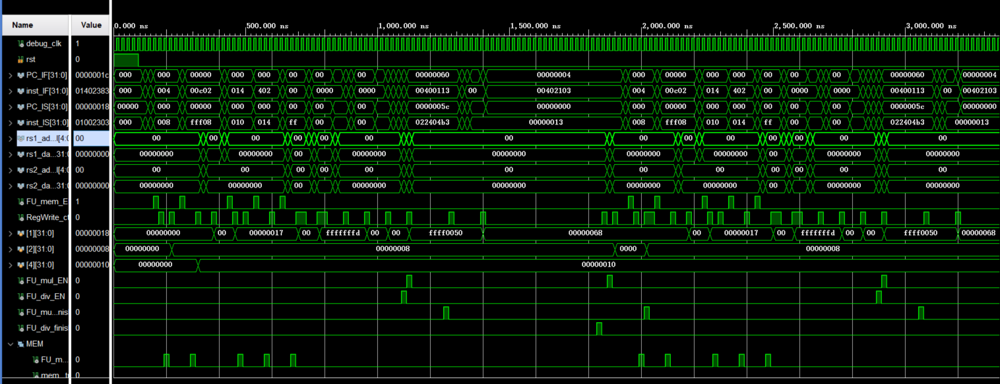 Name Value 0.000 ns 500.000 ns 1,000.000 ns 1,500.000 ns 2,000.000 ns 2,500.000 ns 3,000.000 ns
debug_clk 1
rst 0
PC_IF[31:0] 0000001c 000 000 00000 000 000 00 00 00 00000060 00000004 000 00000 000 000 00 00 00 00000060 00000004
inst_IF[31:0] 01402383 000 004 00c02 014 402 00 0000 0000 00400113 00 00402103 004 00c02 014 402 00 0000 0000 00400113 00 00402103
PC_IS[31:0] 00000018 00000 000 00000 000 000 00 00 00 0000005c 00000000 000 00000 000 000 00 00 00 0000005c 00000000
inst_IS[31:0] 01002303 000 008 fff08 010 014 ff 00 00 022404b3 00000013 008 fff08 010 014 ff 00 00 022404b3 00000013
rs1_ad...l[4:0 00 00 00 00 00 00 00 00 00 00 00 00 00 00 00
rs1_da...31:0 00000000 00000000 00000000 00 00000000 00000000 00000000 00000000 00 00000000 00000000
rs2_ad...l[4:0 00 00 00 00 00 00 00 00 00 00 00 00 00
rs2_da...31:0 00000000 00000000 00000000 00 00000000 00000000 00000000 00000000 00 00000000 00000000
FU_mem_E 1
RegWrite_ct 0
[1][31:0] 00000018 00000000 00 00000017 00 fffffffd 00 00 ffff0050 00000068 00 00000017 00 fffffffd 00 00 ffff0050 00000068
[2][31:0] 00000008 00000000 00000008 0000 00000008
[4][31:0] 00000010 00000000 00000010
FU_mul_EN 0
FU_div_EN 0
FU_mu...nis 0
FU_div_finis 0
MEM
FU_m... 0
mem_t 0